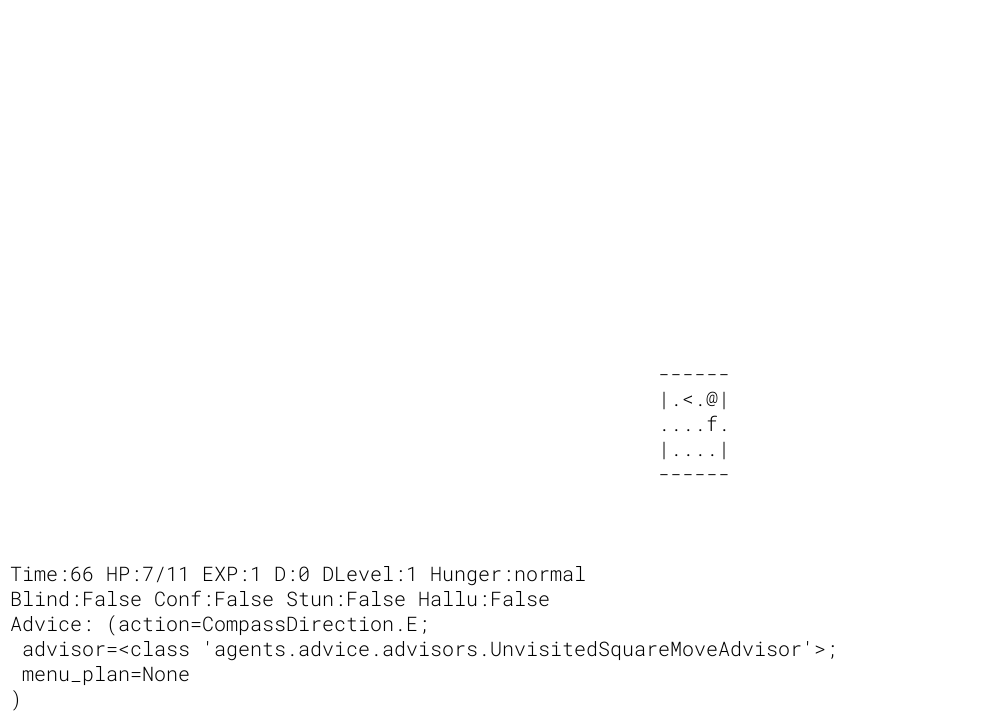 ------
|.<.@|
....f.
|....|
------
Time:66 HP:7/11 EXP:1 D:0 DLevel:1 Hunger:normal
Blind:False Conf:False Stun:False Hallu:False
Advice: (action=CompassDirection.E;
advisor=<class 'agents.advice.advisors.UnvisitedSquareMoveAdvisor'>;
menu_plan=None
)